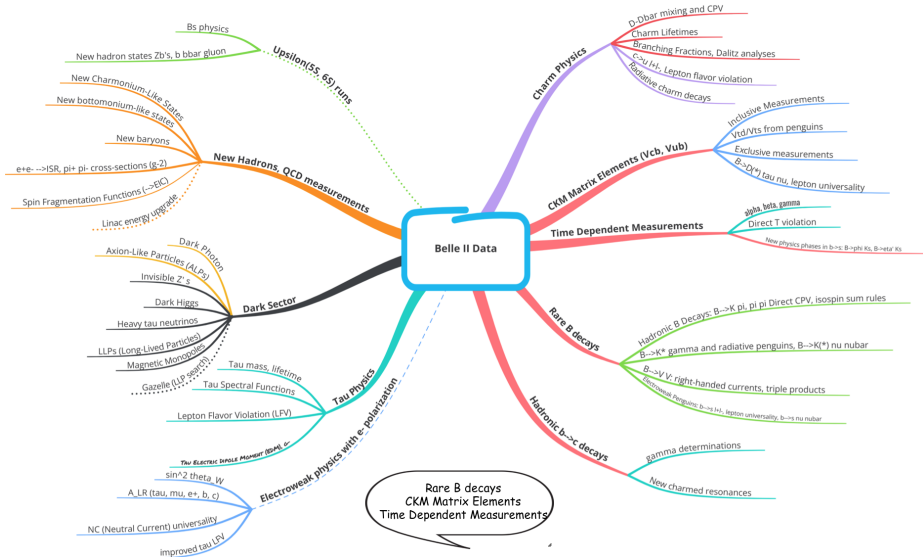 Belle II Data
Upsilon(5S, 6S) runs
Bs physics
New hadron states Zb's, b bbar gluon
New Hadrons, QCD measurements
New Charmonium-Like States
New bottomonium-like states
New baryons
e+e- -->ISR, pi+ pi- cross-sections (g-2)
Spin Fragmentation Functions (-->EIC)
Linac energy upgrade
Dark Sector
Dark Photon
Axion-Like Particles (ALPs)
Invisible Z' s
Dark Higgs
Heavy tau neutrinos
LLPs (Long-Lived Particles)
Magnetic Monopoles
Gazelle (LLP search)
Tau Physics
Tau mass, lifetime
Tau Spectral Functions
Lepton Flavor Violation (LFV)
Tau Electric Dipole Moment (EDM), g-
Electroweak physics with e- polarization
sin^2 theta_W
A_LR (tau, mu, e+, b, c)
NC (Neutral Current) universality
improved tau LFV
Charm Physics
D-Dbar mixing and CPV
Charm Lifetimes
Branching Fractions, Dalitz analyses
c->u l+l-, Lepton flavor violation
Radiative charm decays
CKM Matrix Elements (Vcb, Vub)
Inclusive Measurements
Vtd/Vts from penguins
Exclusive measurements
B->D(*) tau nu, lepton universality
Time Dependent Measurements
alpha, beta, gamma
Direct T violation
New physics phases in b->s: B->phi Ks, B->eta' Ks
Rare B decays
Hadronic B Decays: B-->K pi, pi pi Direct CPV, isospin sum rules
B-->K* gamma and radiative penguins, B-->K(*) nu nubar
B-->V V: right-handed currents, triple products
Electroweak Penguins: b-->s l+l-, lepton universality, b-->s nu nubar
Hadronic b-->c decays
gamma determinations
New charmed resonances
Rare B decays
CKM Matrix Elements
Time Dependent Measurements